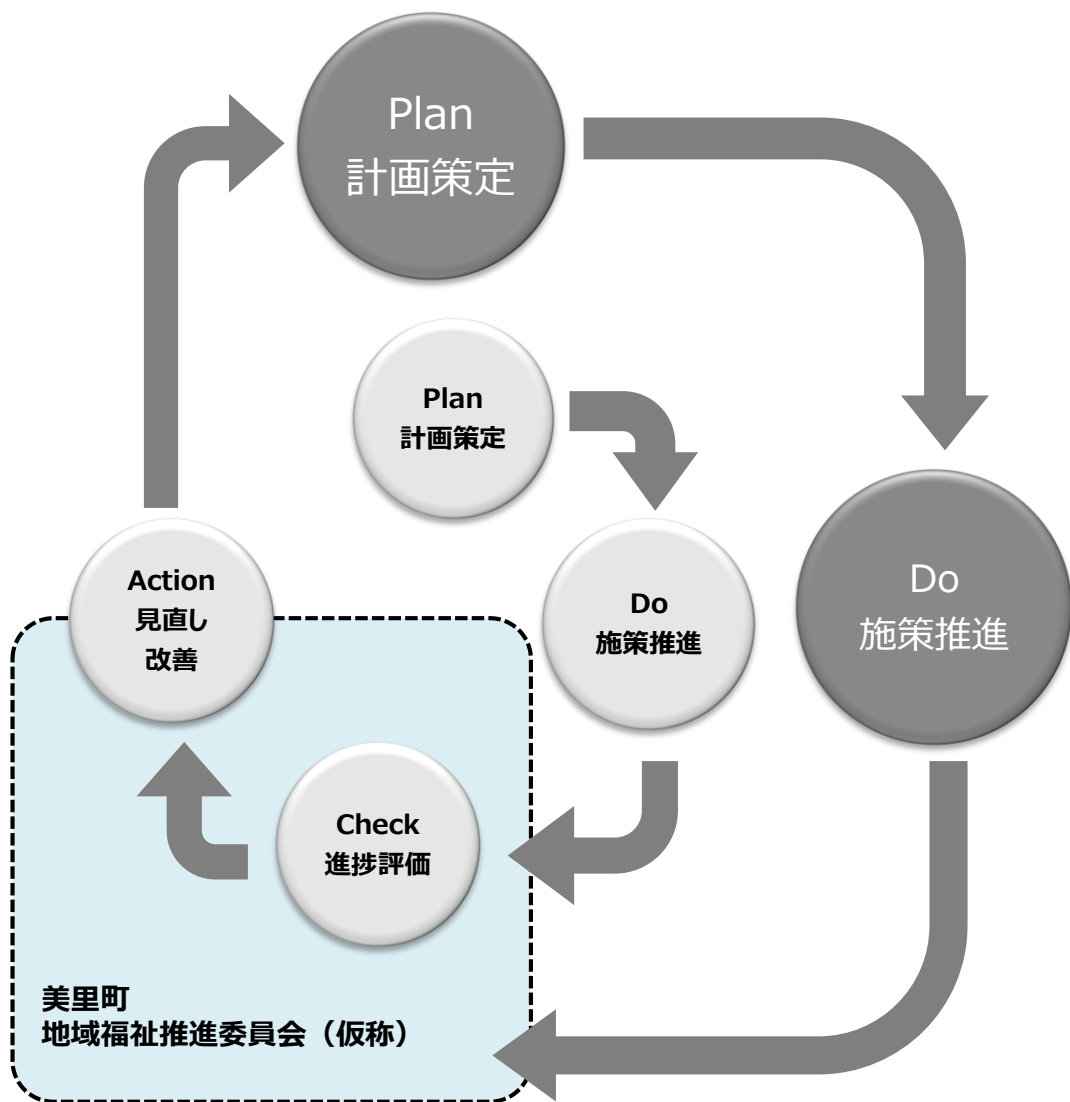 Plan
計画策定
Plan
計画策定
Do
施策推進
Do
施策推進
Action
見直し
改善
Check
進捗評価
美里町
地域福祉推進委員会（仮称）